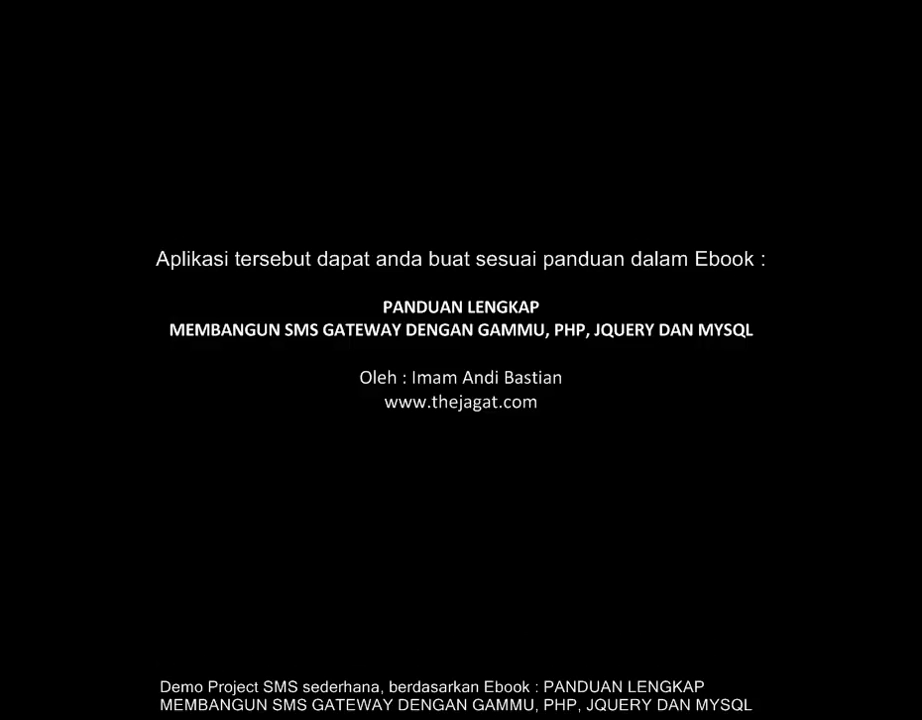 Aplikasi tersebut dapat anda buat sesuai panduan dalam Ebook :
PANDUAN LENGKAP
MEMBANGUN SMS GATEWAY DENGAN GAMMU, PHP, JQUERY DAN MYSQL
Oleh : Imam Andi Bastian
www.thejagat.com
Demo Project SMS sederhana, berdasarkan Ebook : PANDUAN LENGKAP
MEMBANGUN SMS GATEWAY DENGAN GAMMU, PHP, JQUERY DAN MYSQL